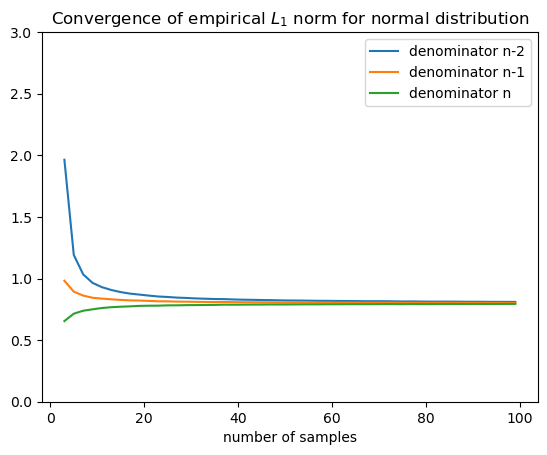 Convergence of empirical L₁ norm for normal distribution
3.0
2.5
2.0
1.5
1.0
0.5
0.0
denominator n-2
denominator n-1
denominator n
0 20 40 60 80 100
number of samples